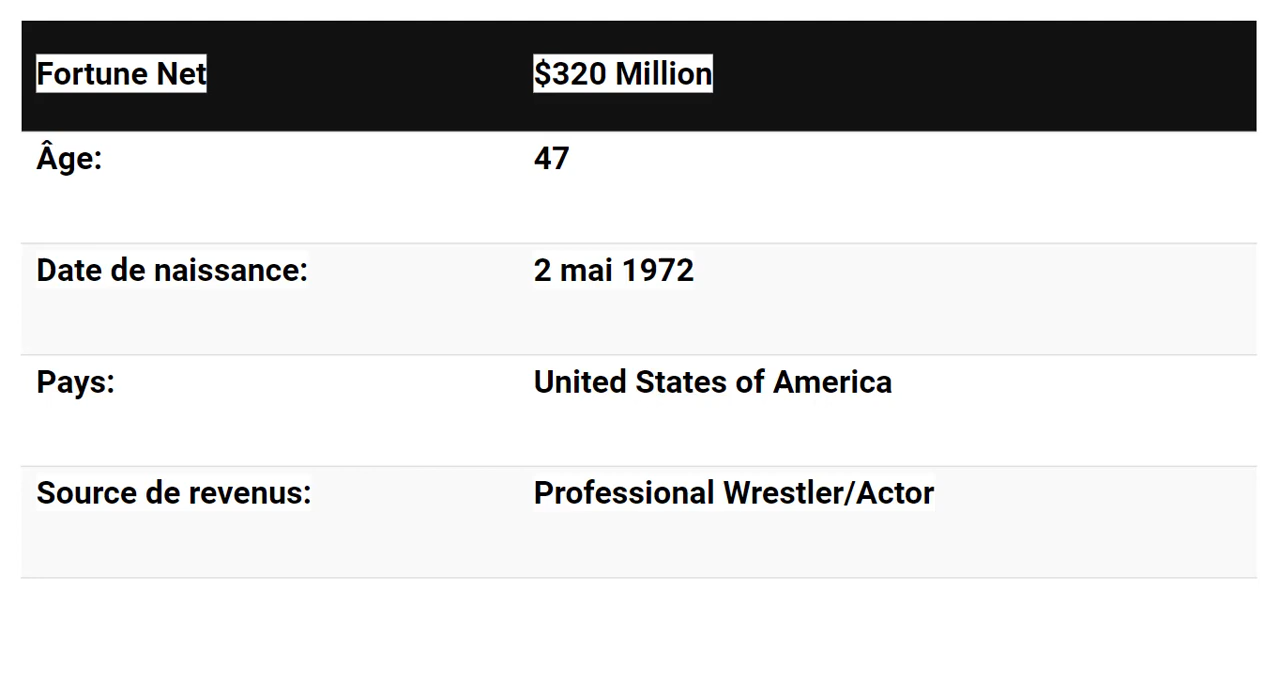 Fortune Net $320 Million
Âge: 47
Date de naissance: 2 mai 1972
Pays: United States of America
Source de revenus: Professional Wrestler/Actor